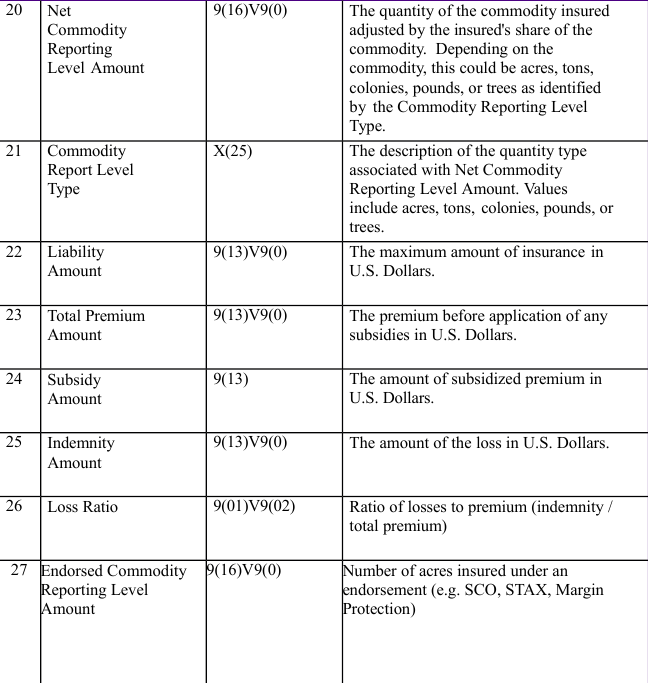 20 Net 9(16)V9(0) The quantity of the commodity insured
Commodity adjusted by the insured's share of the
Reporting commodity. Depending on the
Level Amount commodity, this could be acres, tons,
colonies, pounds, or trees as identified
by the Commodity Reporting Level
Type.
21 Commodity X(25) The description of the quantity type
Report Level associated with Net Commodity
Type Reporting Level Amount. Values
include acres, tons, colonies, pounds, or
trees.
22 Liability 9(13)V9(0) The maximum amount of insurance in
Amount U.S. Dollars.
23 Total Premium 9(13)V9(0) The premium before application of any
Amount subsidies in U.S. Dollars.
24 Subsidy 9(13) The amount of subsidized premium in
Amount U.S. Dollars.
25 Indemnity 9(13)V9(0) The amount of the loss in U.S. Dollars.
Amount
26 Loss Ratio 9(01)V9(02) Ratio of losses to premium (indemnity /
total premium)
27 Endorsed Commodity 9(16)V9(0) Number of acres insured under an
Reporting Level endorsement (e.g. SCO, STAX, Margin
Amount Protection)